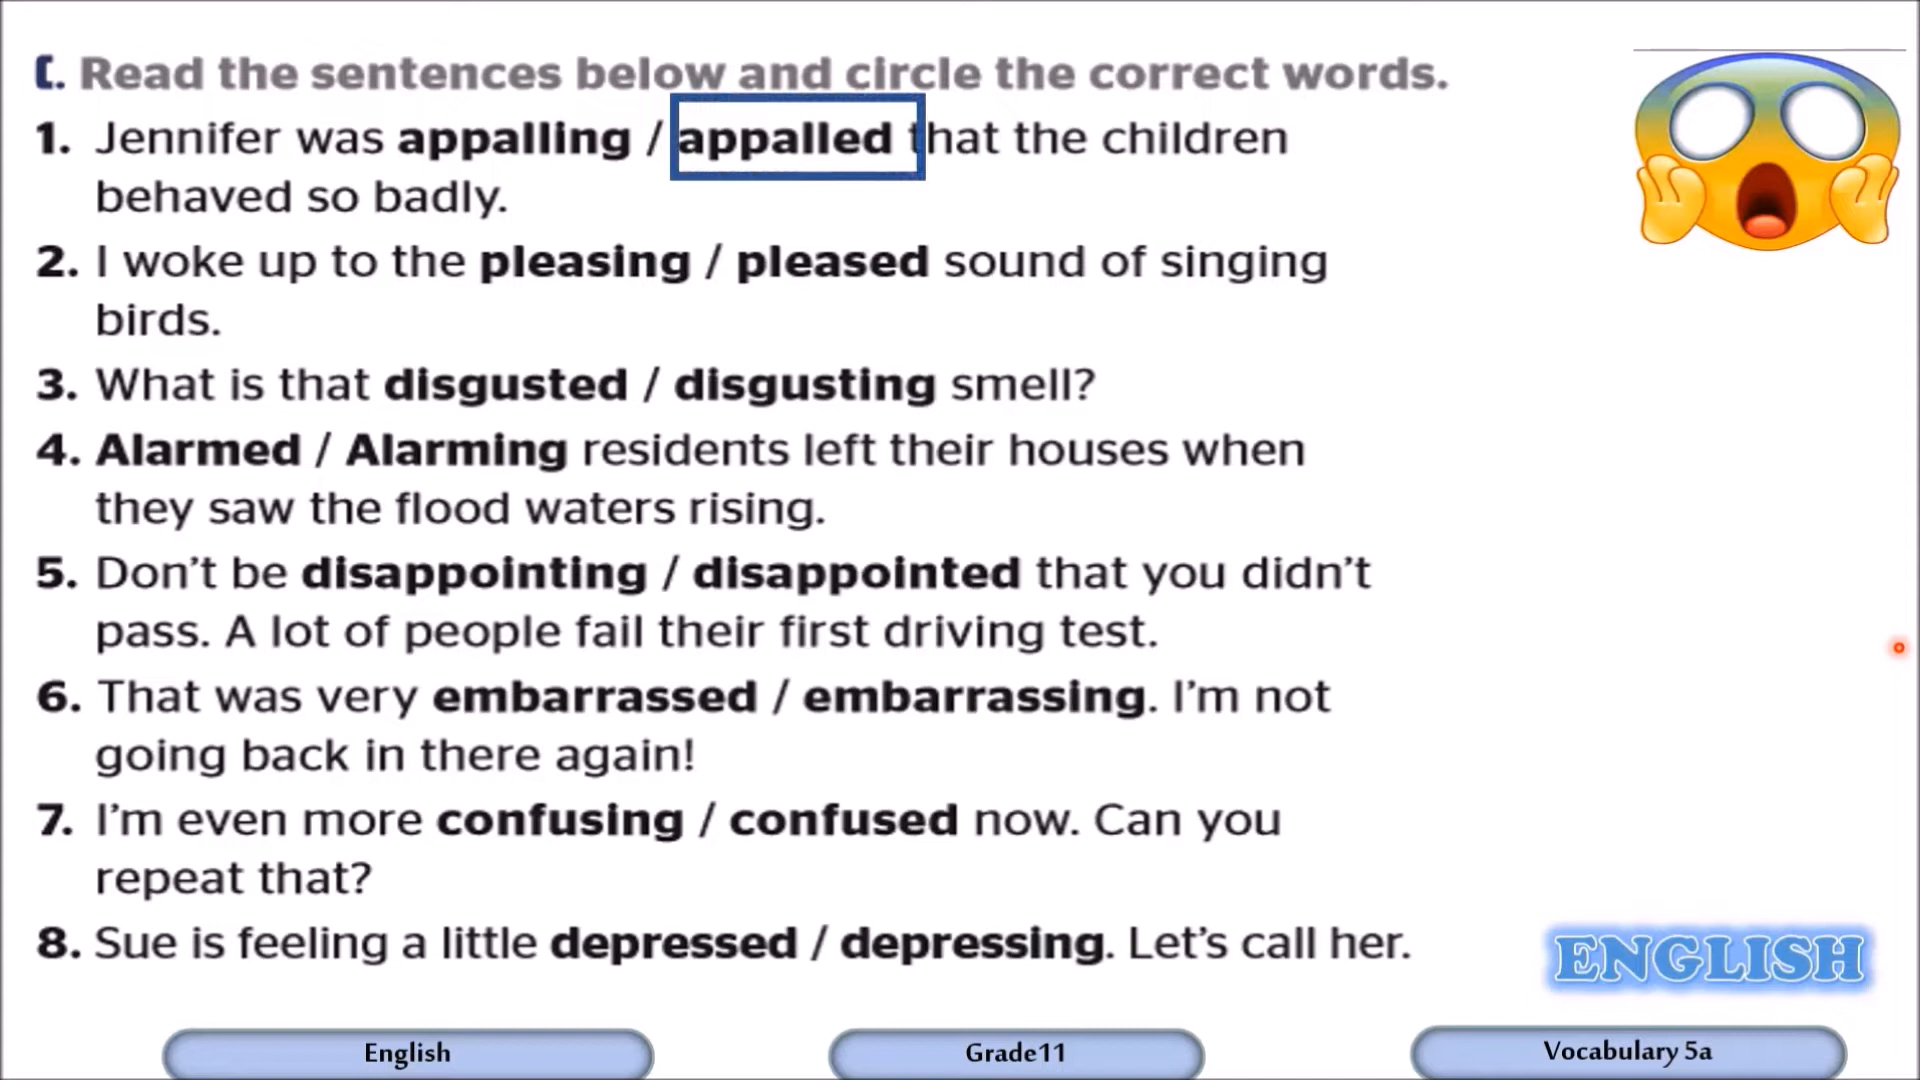 C. Read the sentences below and circle the correct words.
1. Jennifer was appalling / appalled that the children
behaved so badly.
2. I woke up to the pleasing / pleased sound of singing
birds.
3. What is that disgusted / disgusting smell?
4. Alarmed / Alarming residents left their houses when
they saw the flood waters rising.
5. Don't be disappointing / disappointed that you didn't
pass. A lot of people fail their first driving test.
6. That was very embarrassed / embarrassing. I'm not
going back in there again!
7. I'm even more confusing / confused now. Can you
repeat that?
8. Sue is feeling a little depressed / depressing. Let's call her.
ENGLISH
English
Grade11
Vocabulary 5a